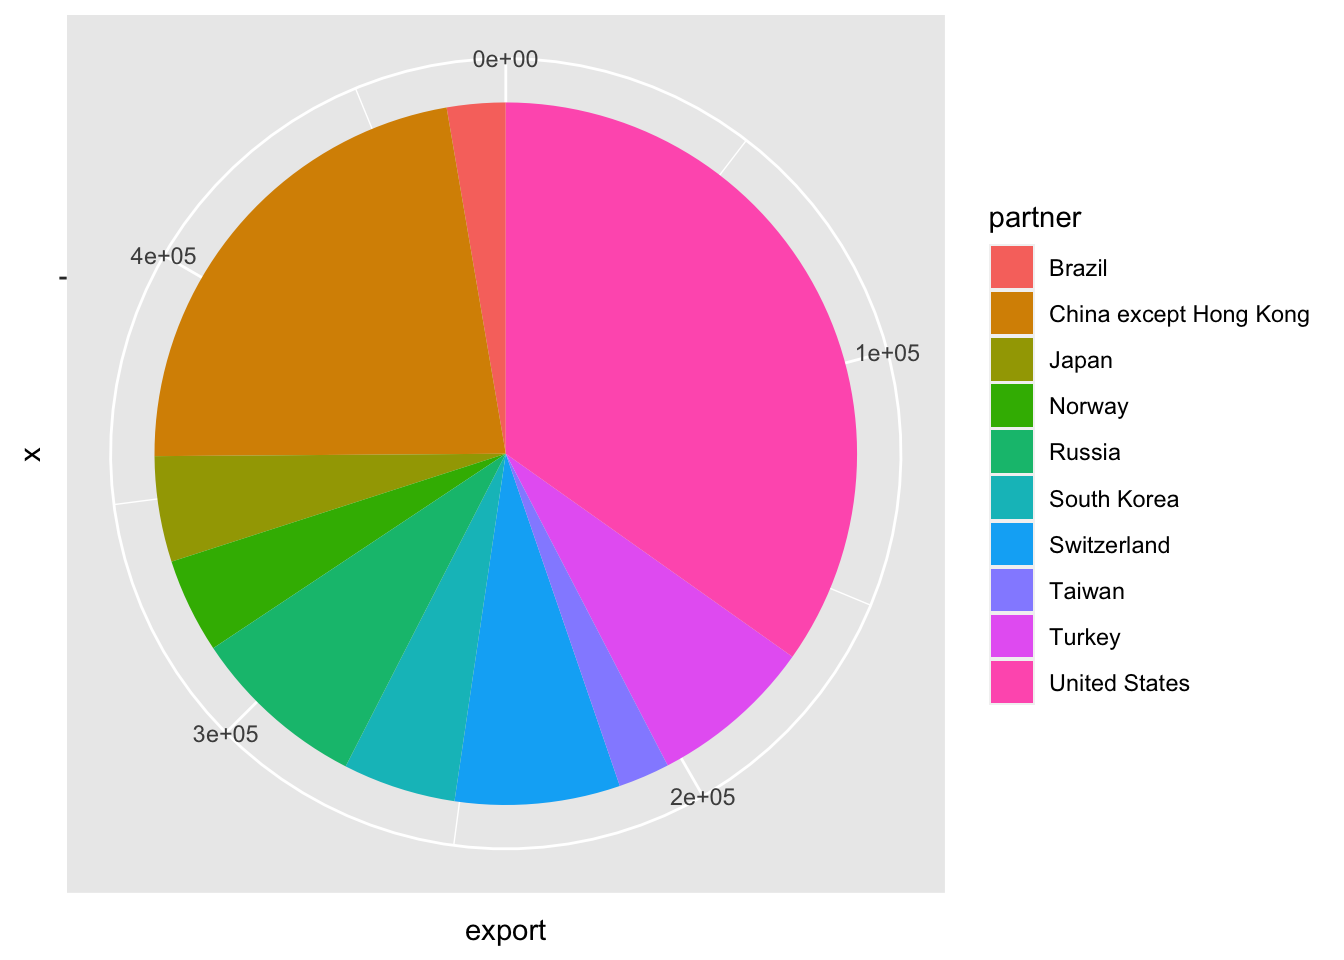 0e+00
1e+05
2e+05
3e+05
4e+05
x
export
partner
Brazil
China except Hong Kong
Japan
Norway
Russia
South Korea
Switzerland
Taiwan
Turkey
United States